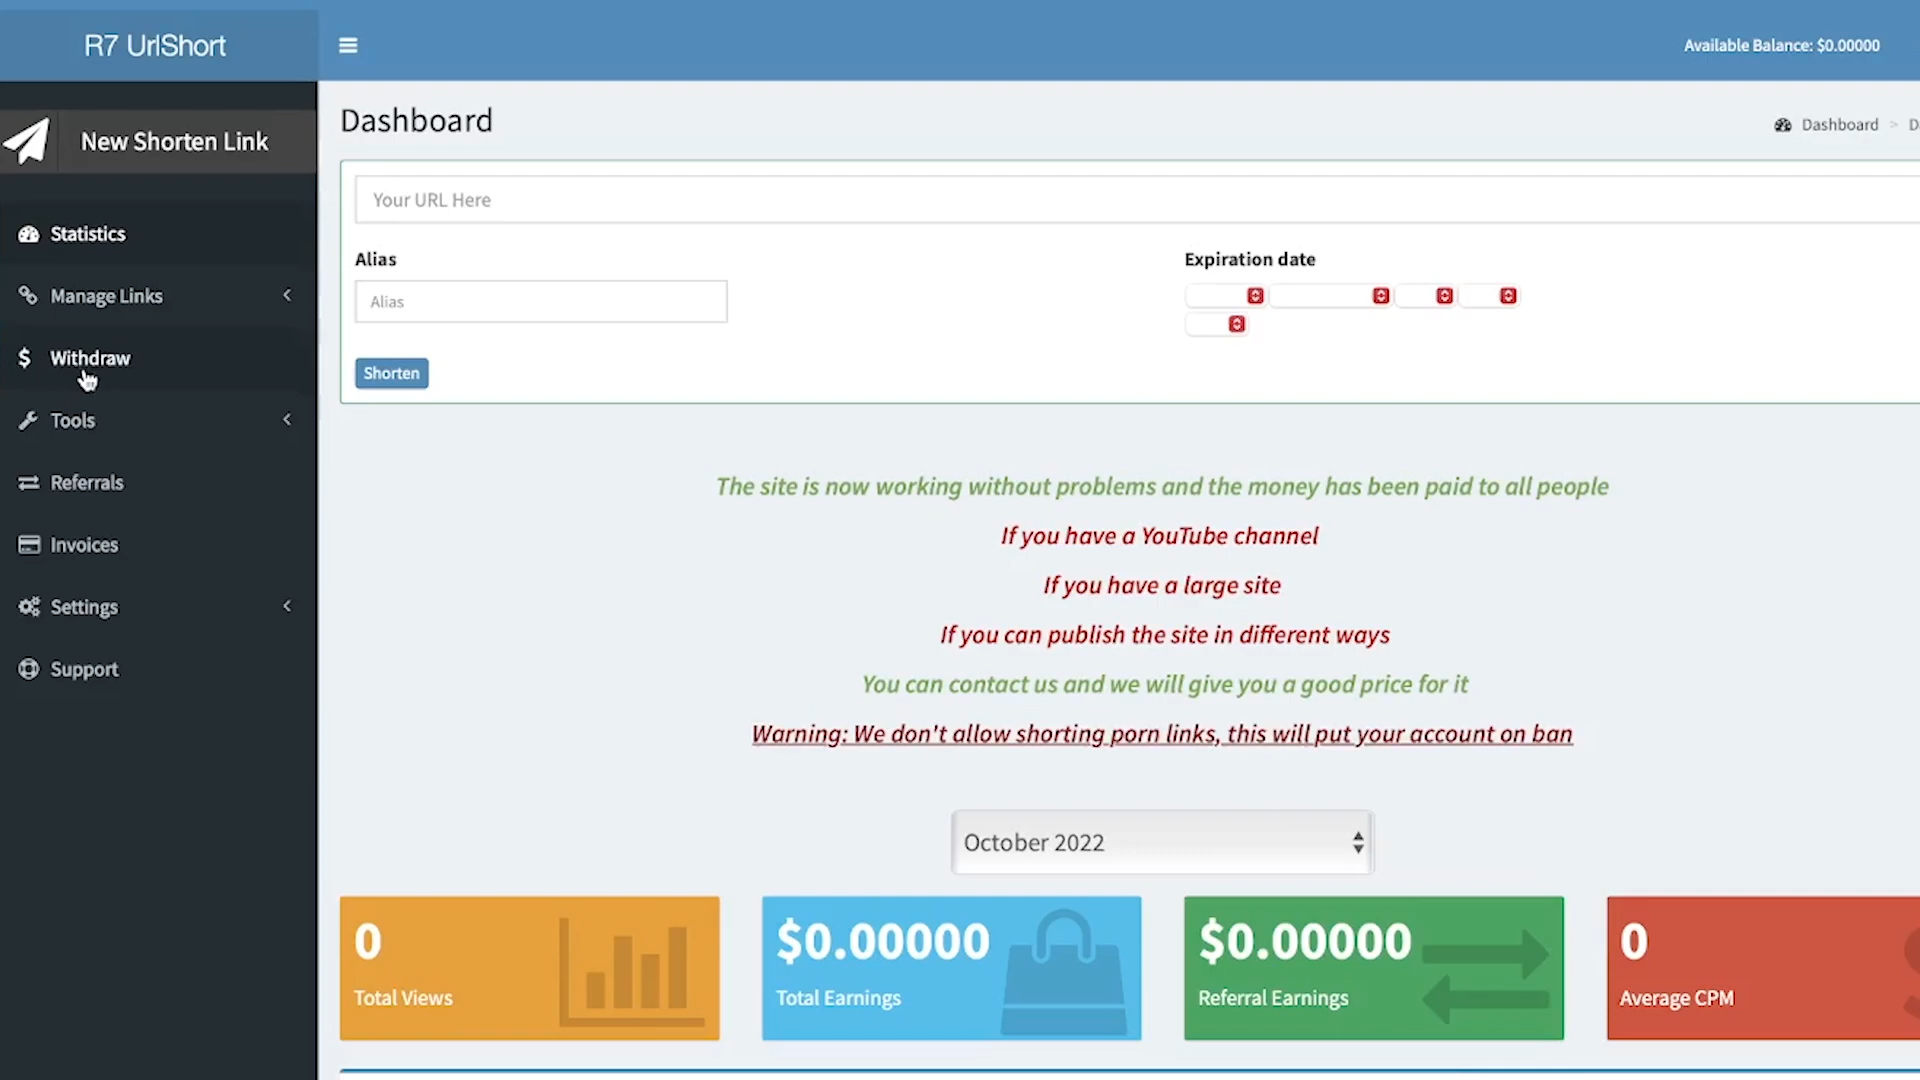 R7 UrlShort
Available Balance: $0.00000
New Shorten Link
Statistics
Manage Links
Withdraw
Tools
Referrals
Invoices
Settings
Support
Dashboard
Dashboard > D
Your URL Here
Alias
Expiration date
Alias
Shorten
The site is now working without problems and the money has been paid to all people
If you have a YouTube channel
If you have a large site
If you can publish the site in different ways
You can contact us and we will give you a good price for it
Warning: We don't allow shorting porn links, this will put your account on ban
October 2022
0
Total Views
$0.00000
Total Earnings
$0.00000
Referral Earnings
0
Average CPM